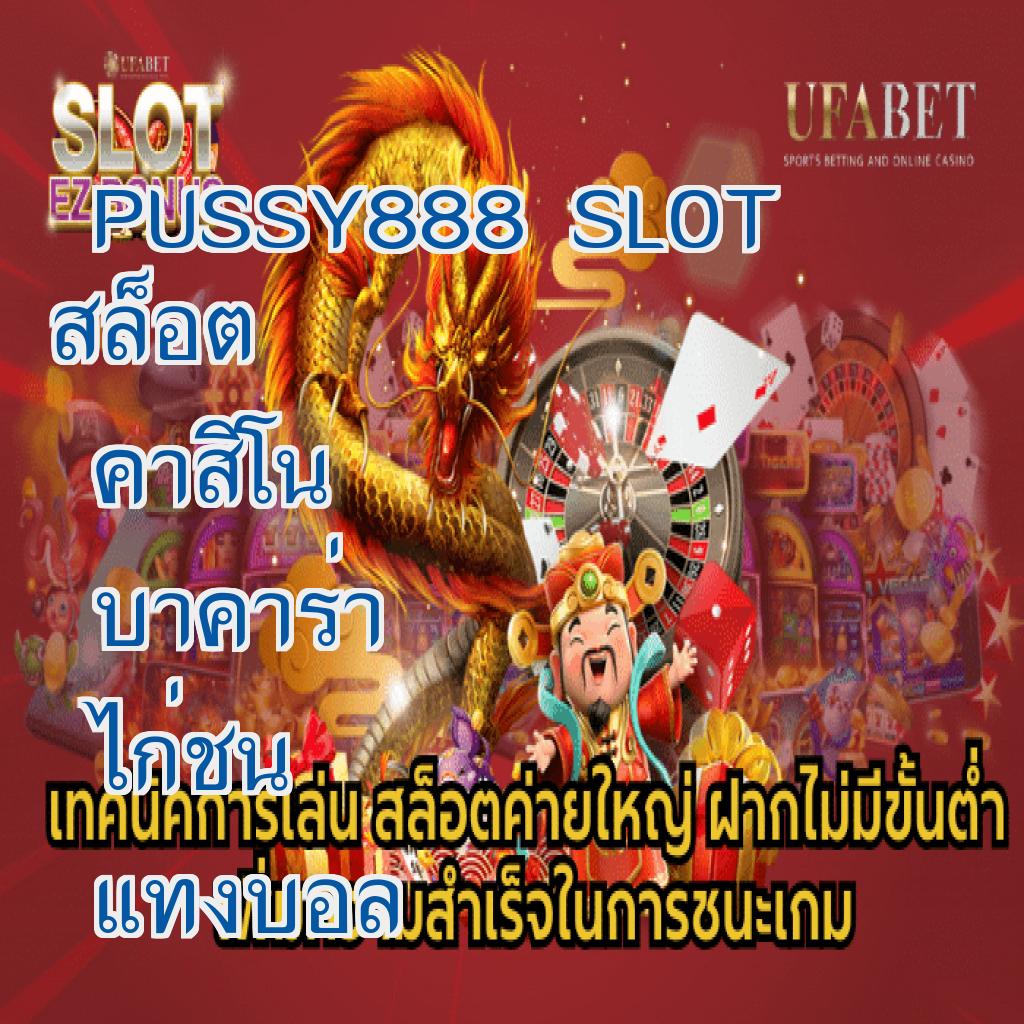 UFABET
SLOT
UFABET
SPORTS BETTING AND ONLINE CASINO
PUSSY888 SLOT
สล็อต
คาสิโน
บาคาร่า
ไก่ชน
เทคนิคการเล่น สล็อตค่ายใหญ่ ฝากไม่มีขั้นต่ำ
แทงบอล
สำเร็จในการชนะเกม